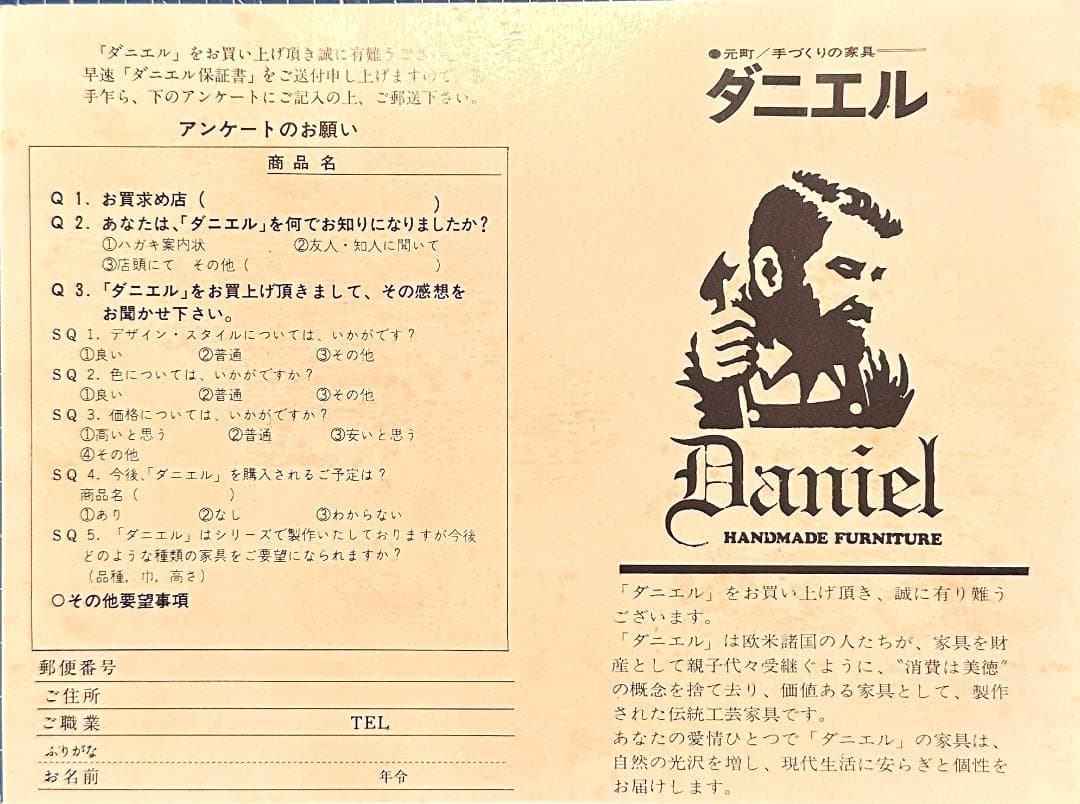 「ダニエル」をお買い上げ頂き誠に有難うござ
早速「ダニエル保証書」をご送付申し上げますので、
手乍ら、下のアンケートにご記入の上、ご郵送下さい。
アンケートのお願い
商品名
Q 1. お買求め店 (　　　)
Q 2. あなたは、「ダニエル」を何でお知りになりましたか?
①ハガキ案内状　②友人・知人に聞いて
③店頭にて　その他 (　　　)
Q 3. 「ダニエル」をお買上げ頂きまして、その感想を
お聞かせ下さい。
SQ 1. デザイン・スタイルについては、いかがです?
①良い　②普通　③その他
SQ 2. 色については、いかがですか?
①良い　②普通　③その他
SQ 3. 価格については、いかがですか?
①高いと思う　②普通　③安いと思う
④その他
SQ 4. 今後、「ダニエル」を購入されるご予定は?
商品名 (　　　)
①あり　②なし　③わからない
SQ 5. 「ダニエル」はシリーズで製作いたしておりますが今後
どのような種類の家具をご要望になられますか?
(品種, 巾, 高さ)
○その他要望事項
郵便番号
ご住所
ご職業　TEL
ふりがな
お名前　年令
●元町/手づくりの家具
ダニエル
Daniel
HANDMADE FURNITURE
「ダニエル」をお買い上げ頂き、誠に有り難う
ございます。
「ダニエル」は欧米諸国の人たちが、家具を財
産として親子代々受継ぐように、〝消費は美徳〟
の概念を捨て去り、価値ある家具として、製作
された伝統工芸家具です。
あなたの愛情ひとつで「ダニエル」の家具は、
自然の光沢を増し、現代生活に安らぎと個性を
お届けします。